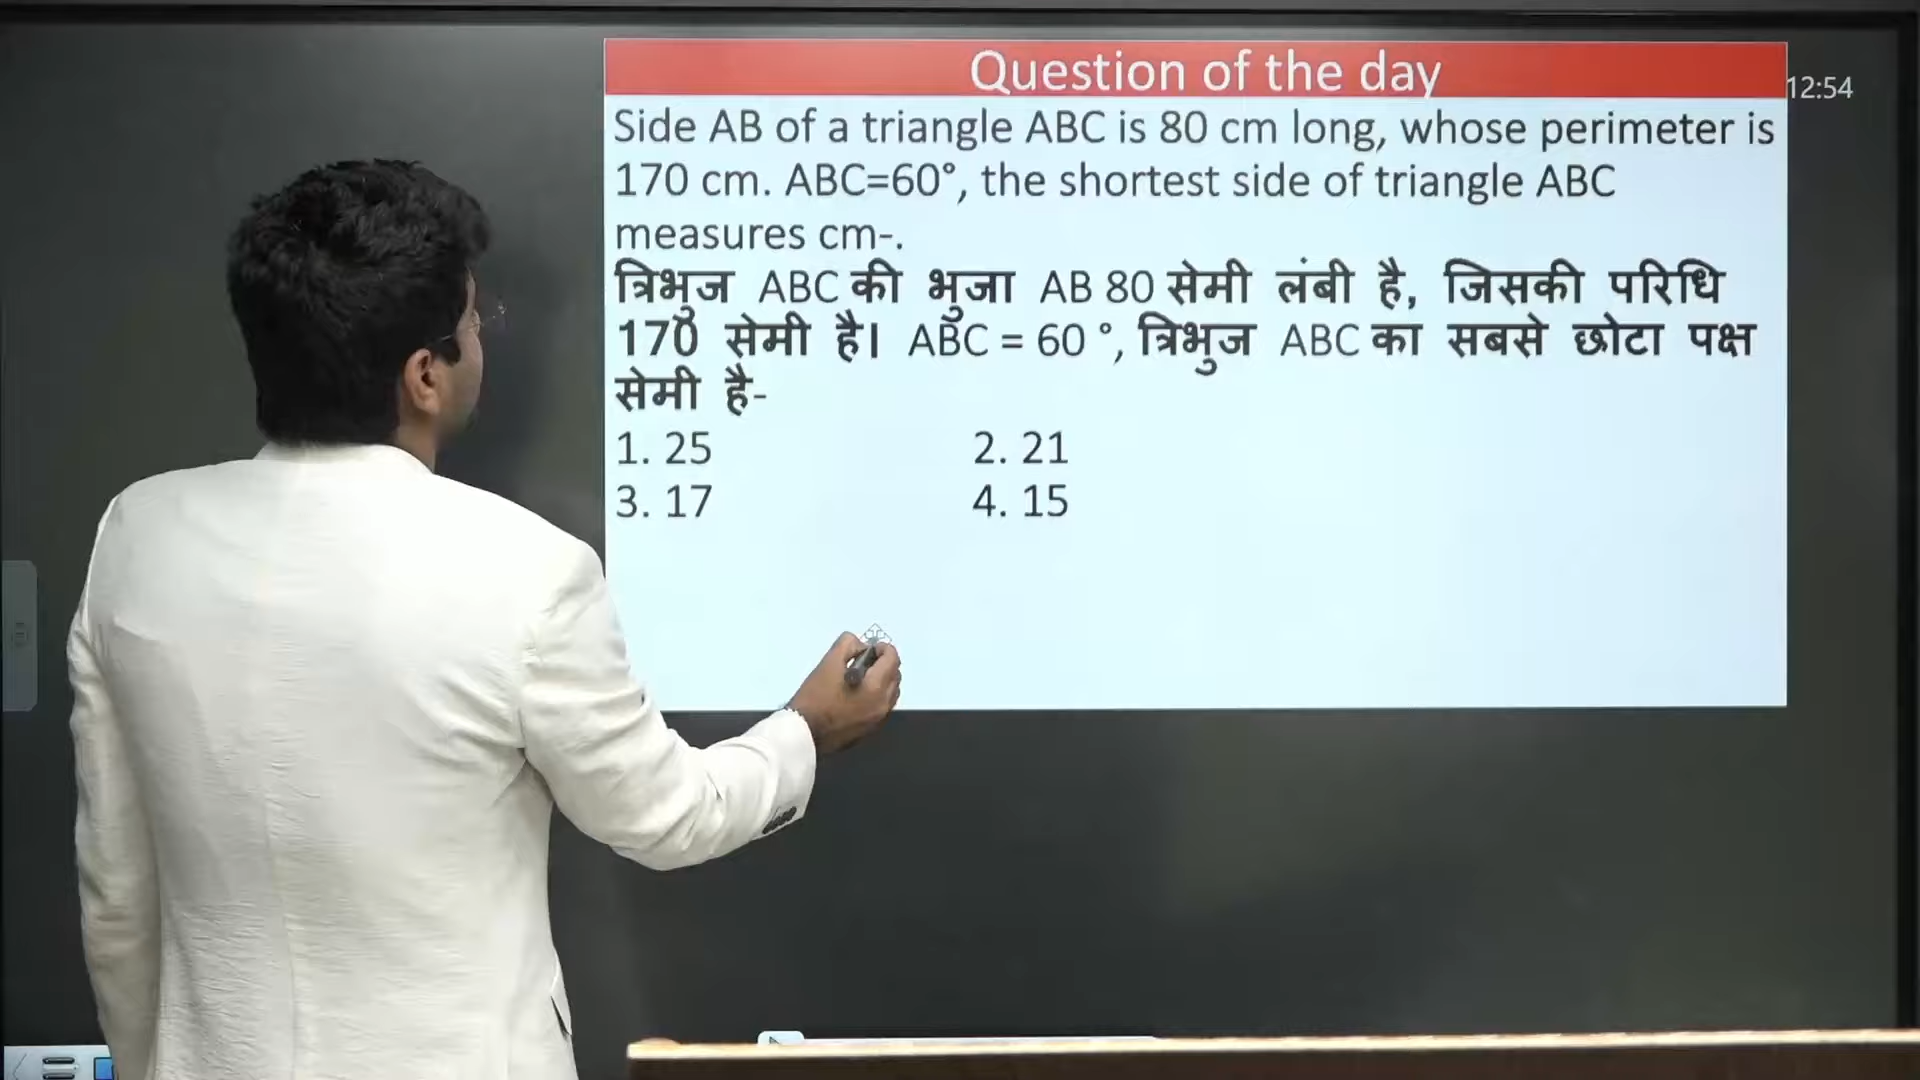 Question of the day
12:54
Side AB of a triangle ABC is 80 cm long, whose perimeter is
170 cm. ABC=60°, the shortest side of triangle ABC
measures cm-.
त्रिभुज ABC की भुजा AB 80 सेमी लंबी है, जिसकी परिधि
170 सेमी है। ABC = 60 °, त्रिभुज ABC का सबसे छोटा पक्ष
सेमी है-
1. 25 2. 21
3. 17 4. 15